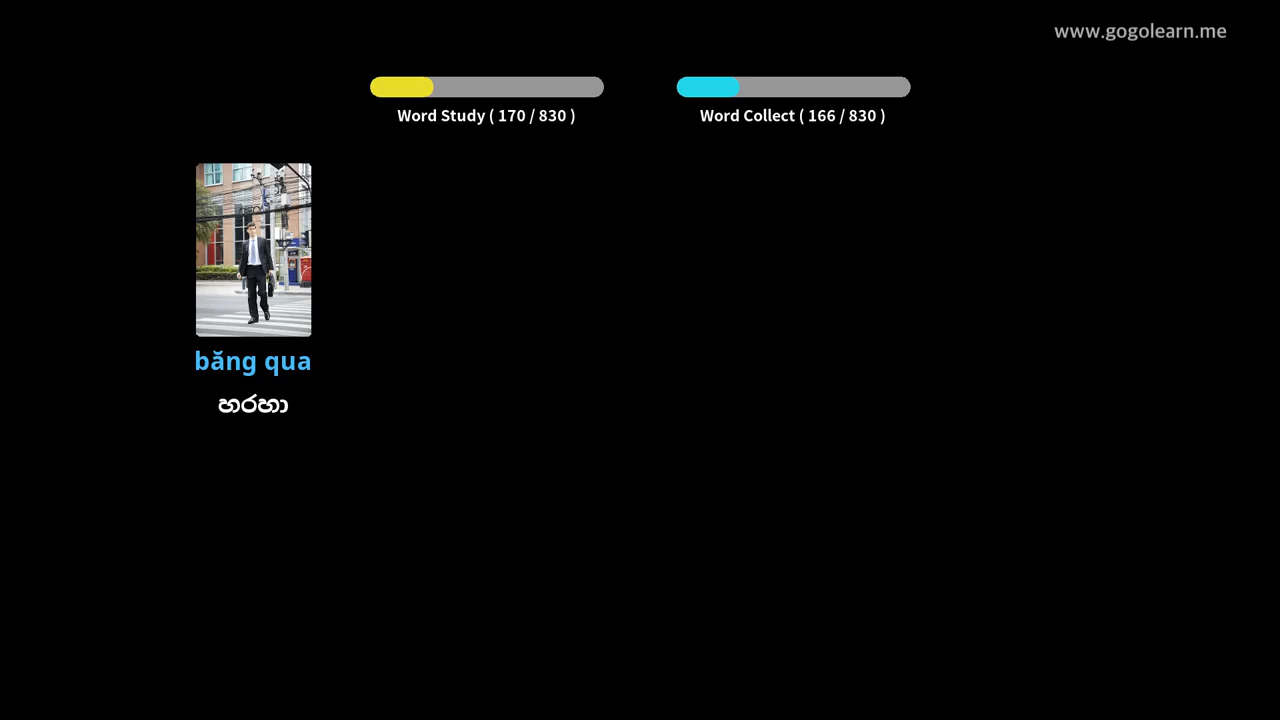 www.gogolearn.me
Word Study ( 170 / 830 )
Word Collect ( 166 / 830 )
băng qua
හරහා